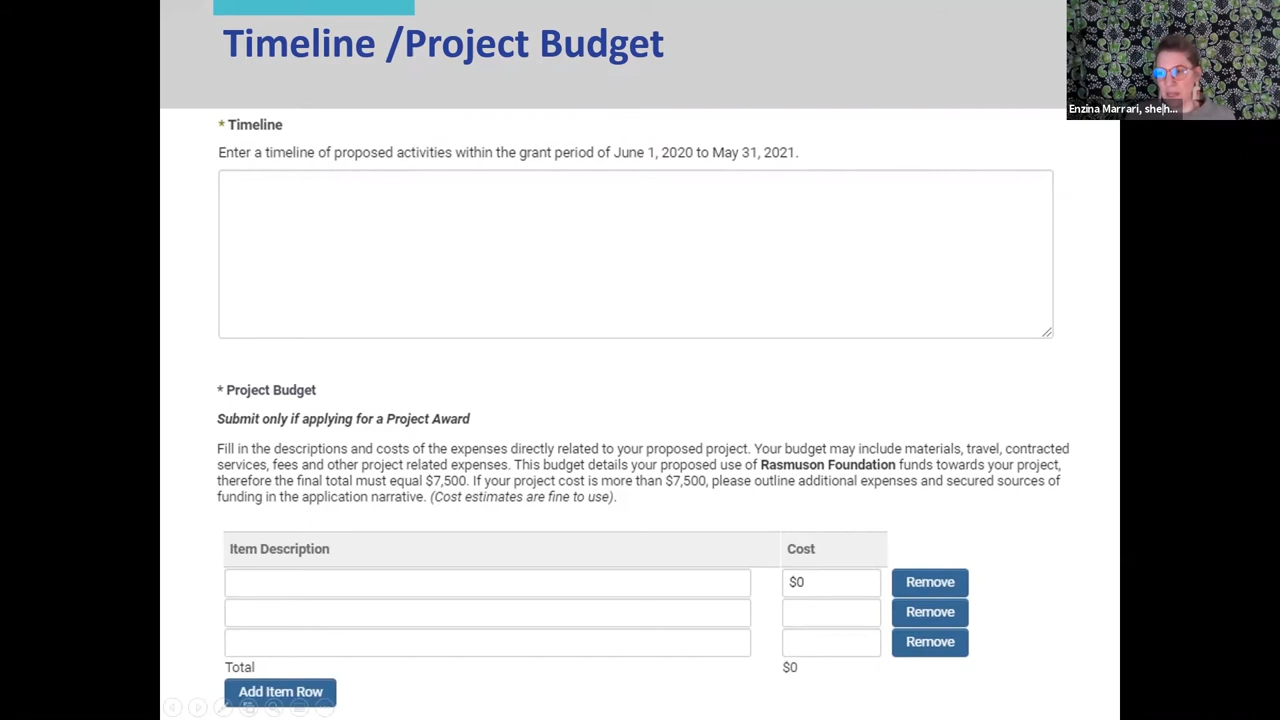 Timeline /Project Budget
Enzina Marrari, she|h...
* Timeline
Enter a timeline of proposed activities within the grant period of June 1, 2020 to May 31, 2021.
* Project Budget
Submit only if applying for a Project Award
Fill in the descriptions and costs of the expenses directly related to your proposed project. Your budget may include materials, travel, contracted
services, fees and other project related expenses. This budget details your proposed use of Rasmuson Foundation funds towards your project,
therefore the final total must equal $7,500. If your project cost is more than $7,500, please outline additional expenses and secured sources of
funding in the application narrative. (Cost estimates are fine to use).
Item Description Cost
$0 Remove
Remove
Remove
Total $0
Add Item Row